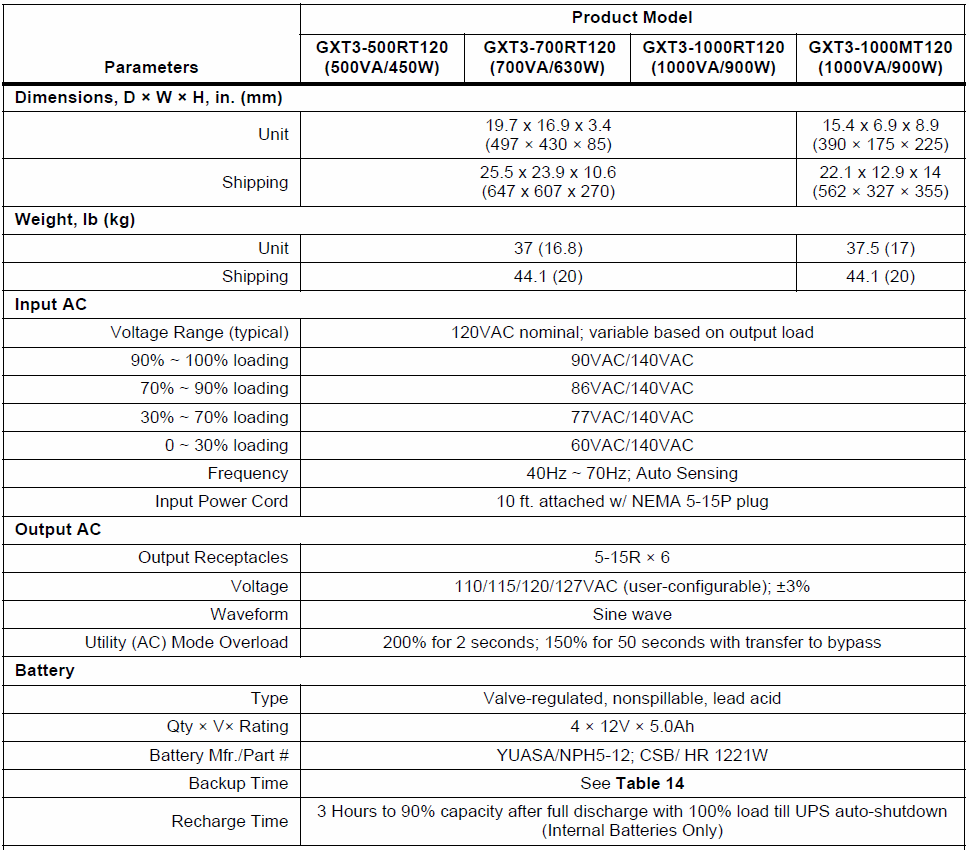 Product Model
Parameters
GXT3-500RT120
(500VA/450W)
GXT3-700RT120
(700VA/630W)
GXT3-1000RT120
(1000VA/900W)
GXT3-1000MT120
(1000VA/900W)
Dimensions, D × W × H, in. (mm)
Unit
19.7 x 16.9 x 3.4
(497 × 430 × 85)
15.4 x 6.9 x 8.9
(390 × 175 × 225)
Shipping
25.5 x 23.9 x 10.6
(647 x 607 x 270)
22.1 x 12.9 x 14
(562 × 327 × 355)
Weight, lb (kg)
Unit 37 (16.8) 37.5 (17)
Shipping 44.1 (20) 44.1 (20)
Input AC
Voltage Range (typical) 120VAC nominal; variable based on output load
90% ~ 100% loading 90VAC/140VAC
70% ~ 90% loading 86VAC/140VAC
30% ~ 70% loading 77VAC/140VAC
0 ~ 30% loading 60VAC/140VAC
Frequency 40Hz ~ 70Hz; Auto Sensing
Input Power Cord 10 ft. attached w/ NEMA 5-15P plug
Output AC
Output Receptacles 5-15R × 6
Voltage 110/115/120/127VAC (user-configurable); ±3%
Waveform Sine wave
Utility (AC) Mode Overload 200% for 2 seconds; 150% for 50 seconds with transfer to bypass
Battery
Type Valve-regulated, nonspillable, lead acid
Qty × V× Rating 4 × 12V × 5.0Ah
Battery Mfr./Part # YUASA/NPH5-12; CSB/ HR 1221W
Backup Time See Table 14
Recharge Time
3 Hours to 90% capacity after full discharge with 100% load till UPS auto-shutdown
(Internal Batteries Only)